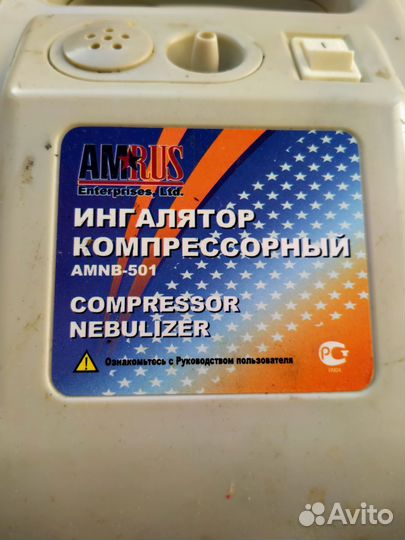 AMRUS
Enterprises, Ltd.
ИНГАЛЯТОР
КОМПРЕССОРНЫЙ
AMNB-501
COMPRESSOR
NEBULIZER
Ознакомьтесь с Руководством пользователя
Avito